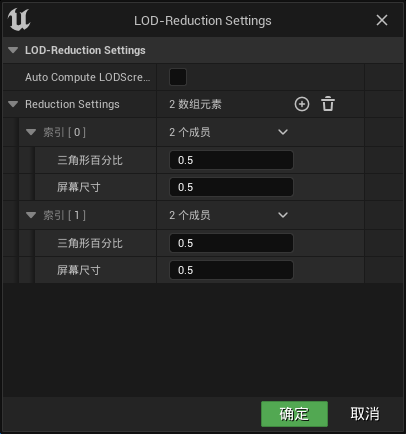 LOD-Reduction Settings
LOD-Reduction Settings
Auto Compute LODScre...
Reduction Settings 2 数组元素
索引 [ 0 ] 2 个成员
三角形百分比 0.5
屏幕尺寸 0.5
索引 [ 1 ] 2 个成员
三角形百分比 0.5
屏幕尺寸 0.5
确定 取消